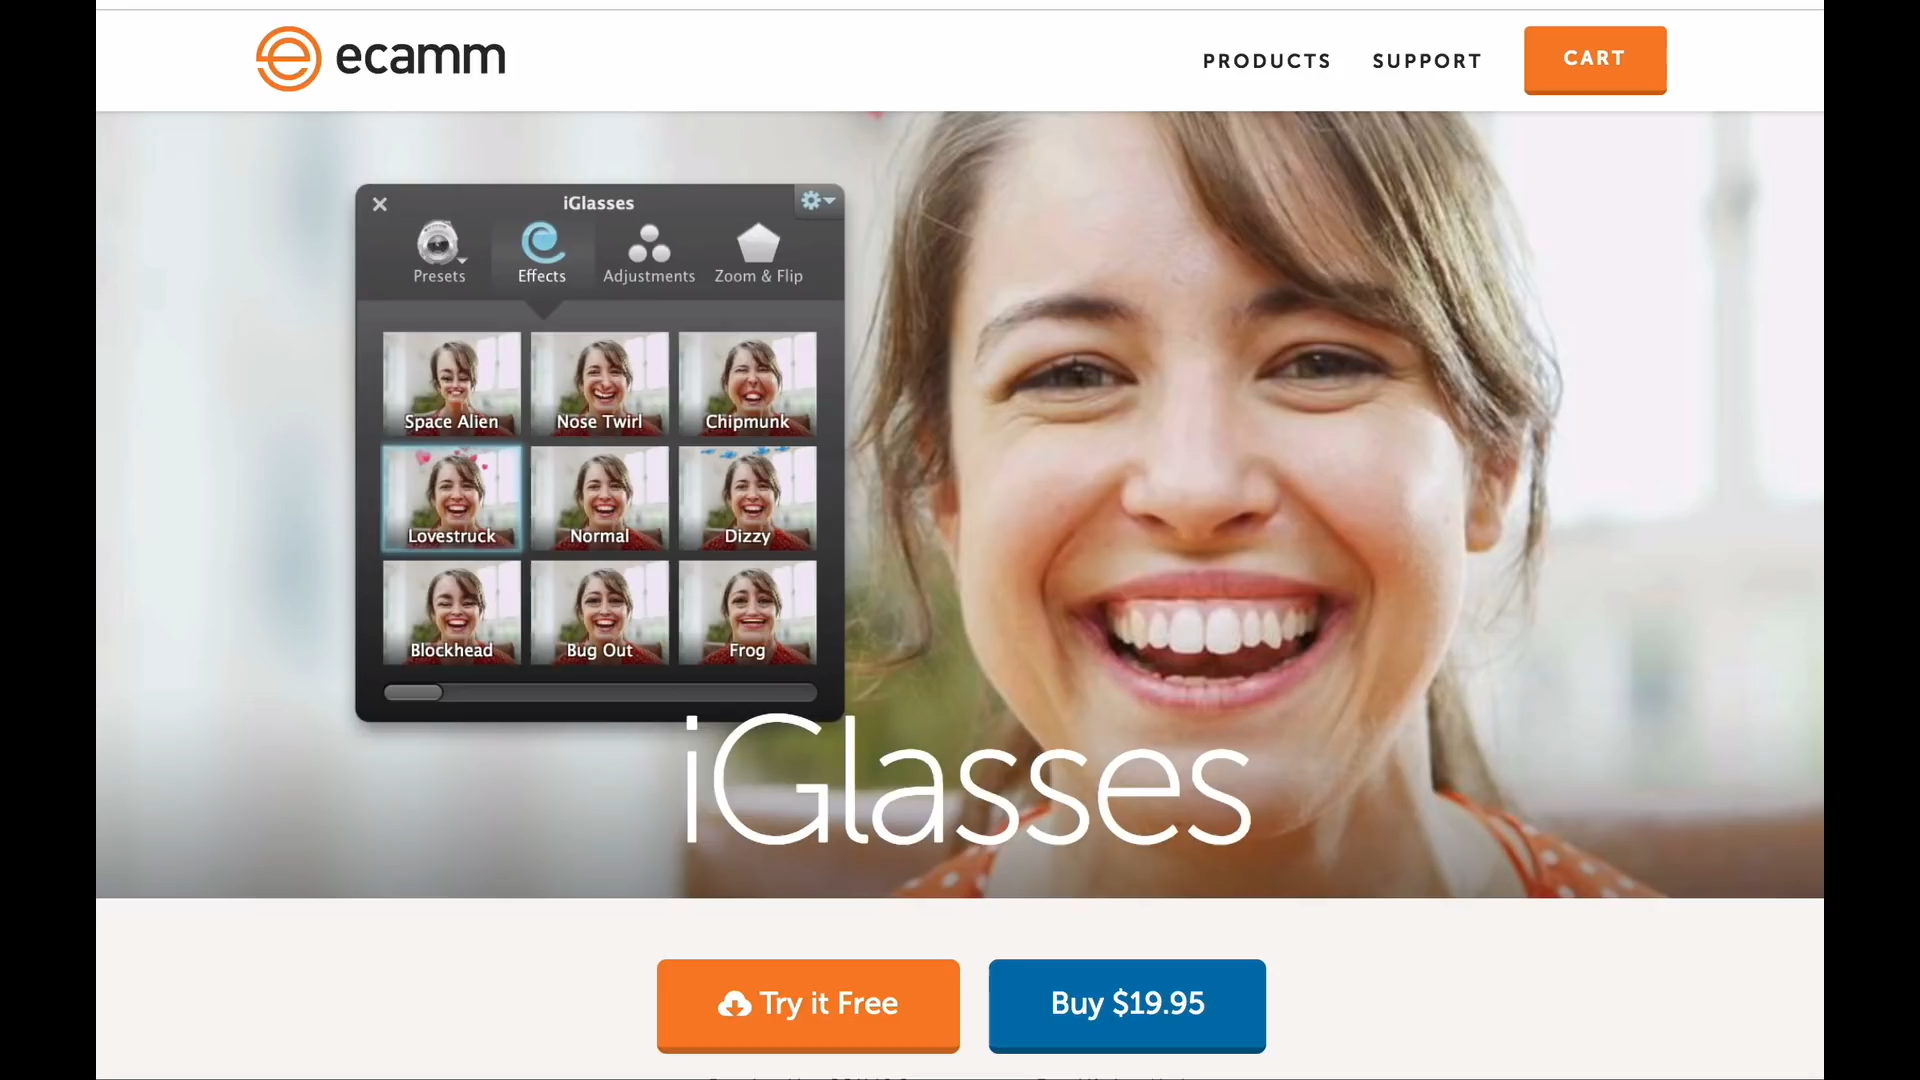 ecamm
PRODUCTS
SUPPORT
CART
iGlasses
Presets
Effects
Adjustments
Zoom & Flip
Space Alien
Nose Twirl
Chipmunk
Lovestruck
Normal
Dizzy
Blockhead
Bug Out
Frog
iGlasses
Try it Free
Buy $19.95